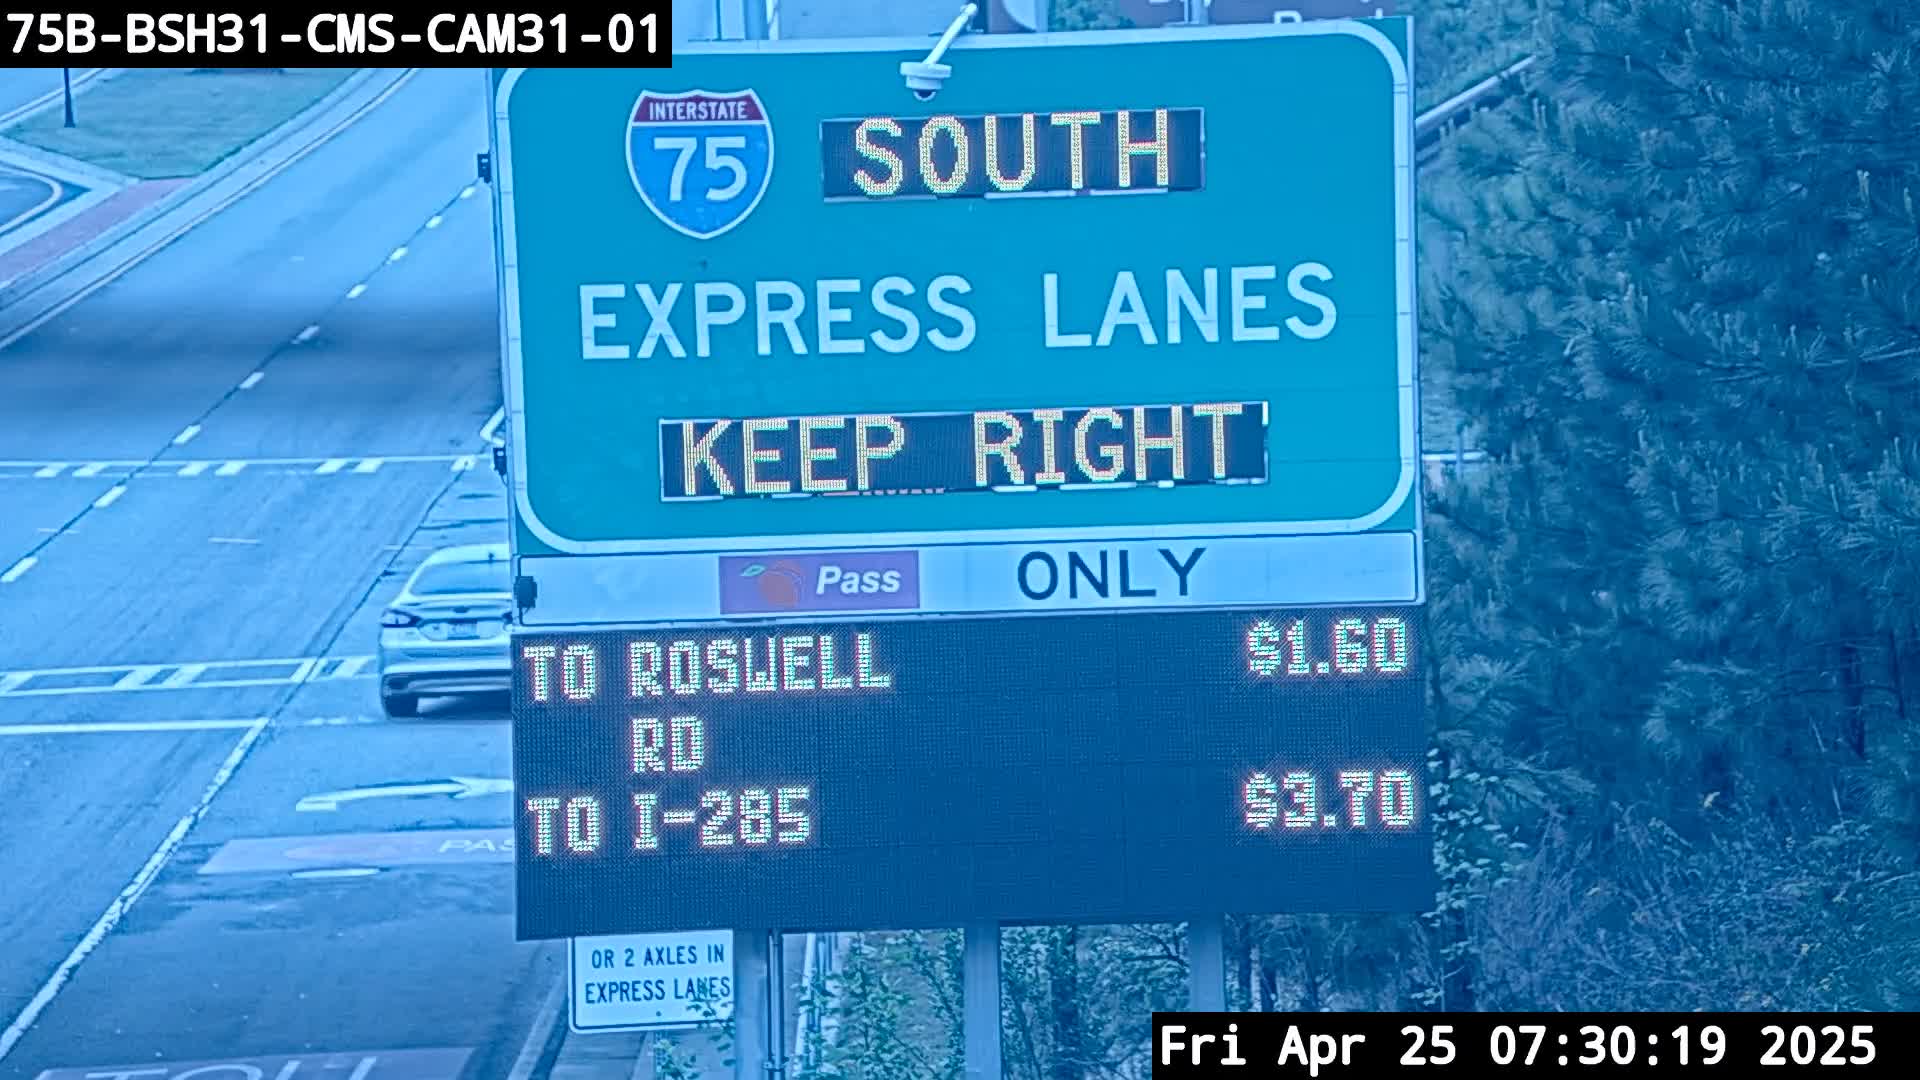 75B-BSH31-CMS-CAM31-01
INTERSTATE
75
SOUTH
EXPRESS LANES
KEEP RIGHT
Pass ONLY
TO ROSWELL $1.60
RD
TO I-285 $3.70
OR 2 AXLES IN
EXPRESS LANES
Fri Apr 25 07:30:19 2025